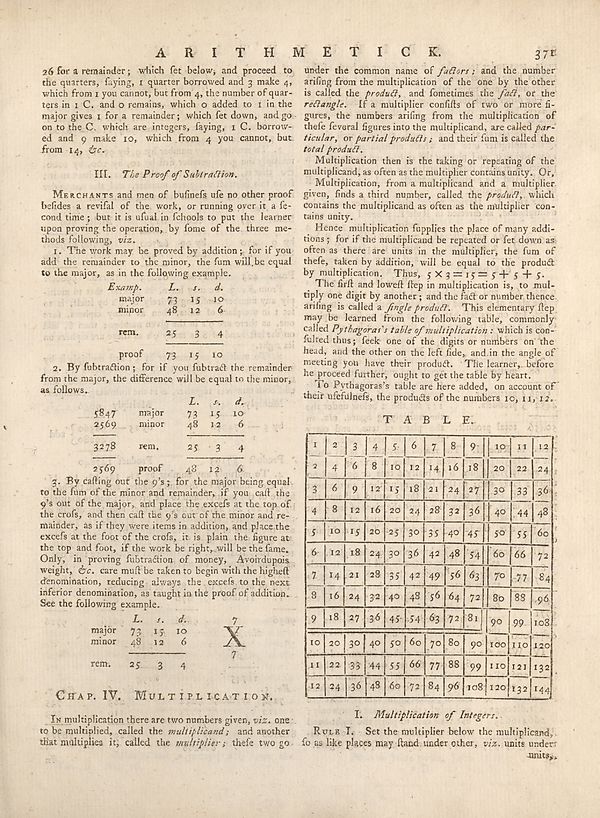 ARITHMETICK. 371
26 for a remainder; which ſet below, and proceed to
the quarters, ſaying, 1 quarter borrowed and 3 make 4,
which from 1 you cannot, but from 4, the number of quar-
ters in 1 C. and 0 remains, which 0 added to 1 in the
major gives 1 for a remainder; which ſet down, and go
on to the C. which are integers, ſaying, 1 C. borrow-
ed and 9 make 10, which from 4 you cannot, but
from 14, &c.
III. The Proof of Subtraction.
MERCHANTS and men of buſineſs uſe no other proof
beſides a reviſal of the work, or running over it a ſe-
cond time; but it is uſual in ſchools to put the learner
upon proving the operation, by ſome of the three me-
thods following, viz.
1. The work may be proved by addition; for if you
add the remainder to the minor, the ſum will be equal
to the major, as in the following example.
Examp. L. s. d.
major 73 15 10
minor 48 12 6
rem. 25 3 4
proof 73 15 10
2. By ſubtraction; for if you ſubtract the remainder
from the major, the difference will be equal to the minor,
as follows.
L. s. d.
5847 major 73 15 10
2569 minor 48 12 6
3278 rem. 25 3 4
2569 proof 48 12 6
3. By caſting out the 9's; for the major being equal
to the ſum of the minor and remainder, if you caſt the
9's out of the major, and place the exceſs at the top of
the croſs, and then caſt the 9's out of the minor and re-
mainder, as if they were items in addition, and place the
exceſs at the foot of the croſs, it is plain the figure at
the top and foot, if the work be right, will be the ſame.
Only, in proving ſubtraction of money, Avoirdupois
weight, &c. care muſt be taken to begin with the higheſt
denomination, reducing always the exceſs to the next
inferior denomination, as taught in the proof of addition.
See the following example.
L. s. d. 7
major 73 15 10 X
minor 48 12 6
7
rem. 25 3 4
CHAP. IV. MULTIPLICATION.
IN multiplication there are two numbers given, viz. one
to be multiplied, called the multiplicand; and another
that multiplies it, called the multiplier; theſe two go
under the common name of factors; and the number
ariſing from the multiplication of the one by the other
is called the product, and ſometimes the fact, or the
rectangle. If a multiplier conſiſts of two or more fi-
gures, the numbers ariſing from the multiplication of
theſe ſeveral figures into the multiplicand, are called par-
ticular, or partial products; and their ſum is called the
total product.
Multiplication then is the taking or repeating of the
multiplicand, as often as the multiplier contains unity. Or,
Multiplication, from a multiplicand and a multiplier
given, finds a third number, called the product, which
contains the multiplicand as often as the multiplier con-
tains unity.
Hence multiplication ſupplies the place of many addi-
tions; for if the multiplicand be repeated or ſet down as
often as there are units in the multiplier, the ſum of
theſe, taken by addition, will be equal to the product
by multiplication. Thus, 5 × 3 = 15 = 5 + 5 + 5.
The firſt and loweſt ſtep in multiplication is, to mul-
tiply one digit by another; and the fact or number thence
ariſing is called a ſingle product. This elementary ſtep
may be learned from the following table, commonly
called Pythagoras's table of multiplication: which is con-
ſulted thus; ſeek one of the digits or numbers on the
head, and the other on the left ſide, and in the angle of
meeting you have their product. The learner, before
he proceed further, ought to get the table by heart.
To Pythagoras's table are here added, on account of
their uſefulneſs, the products of the numbers 10, 11, 12.
TABLE.
1 2 3 4 5 6 7 8 9 10 11 12
2 4 6 8 10 12 14 16 18 20 22 24
3 6 9 12 15 18 21 24 27 30 33 36
4 8 12 16 20 24 28 32 36 40 44 48
5 10 15 20 25 30 35 40 45 50 55 60
6 12 18 24 30 36 42 48 54 60 66 72
7 14 21 28 35 42 49 56 63 70 77 84
8 16 24 32 40 48 56 64 72 80 88 96
9 18 27 36 45 54 63 72 81 90 99 108
10 20 30 40 50 60 70 80 90 100 110 120
11 22 33 44 55 66 77 88 99 110 121 132
12 24 36 48 60 72 84 96 108 120 132 144
I. Multiplication of Integers.
RULE I. Set the multiplier below the multiplicand,
ſo as like places may ſtand under other, viz. units under
units,